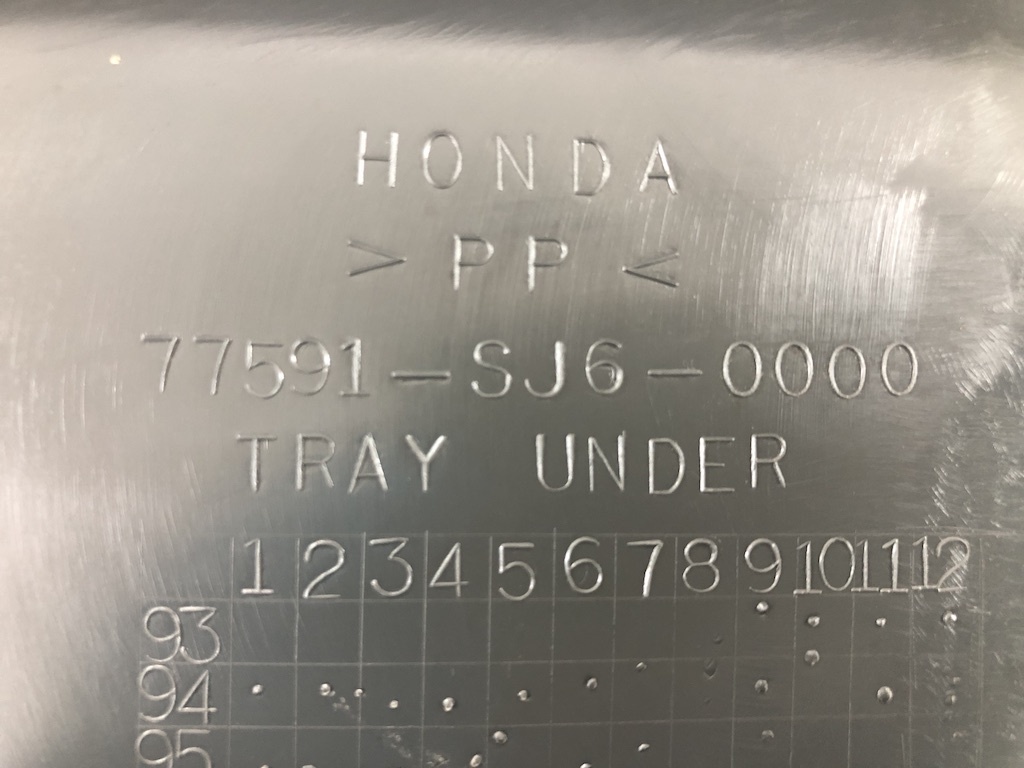 HONDA
> PP <
77591-SJ6-0000
TRAY UNDER
1 2 3 4 5 6 7 8 9 10 11 12
93
94
95